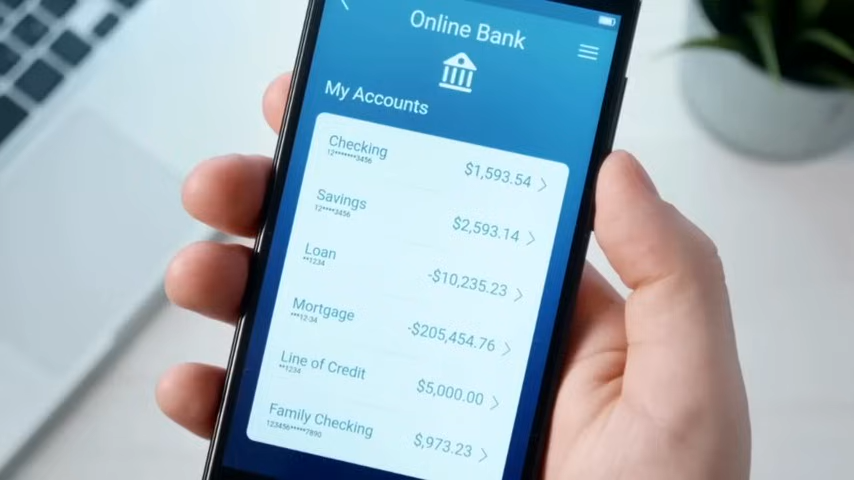 Online Bank
My Accounts
Checking
12*******3456
$1,593.54
Savings
12****3456
$2,593.14
Loan
**1234
-$10,235.23
Mortgage
***12-34
-$205,454.76
Line of Credit
**1234
$5,000.00
Family Checking
123456*****7890
$973.23